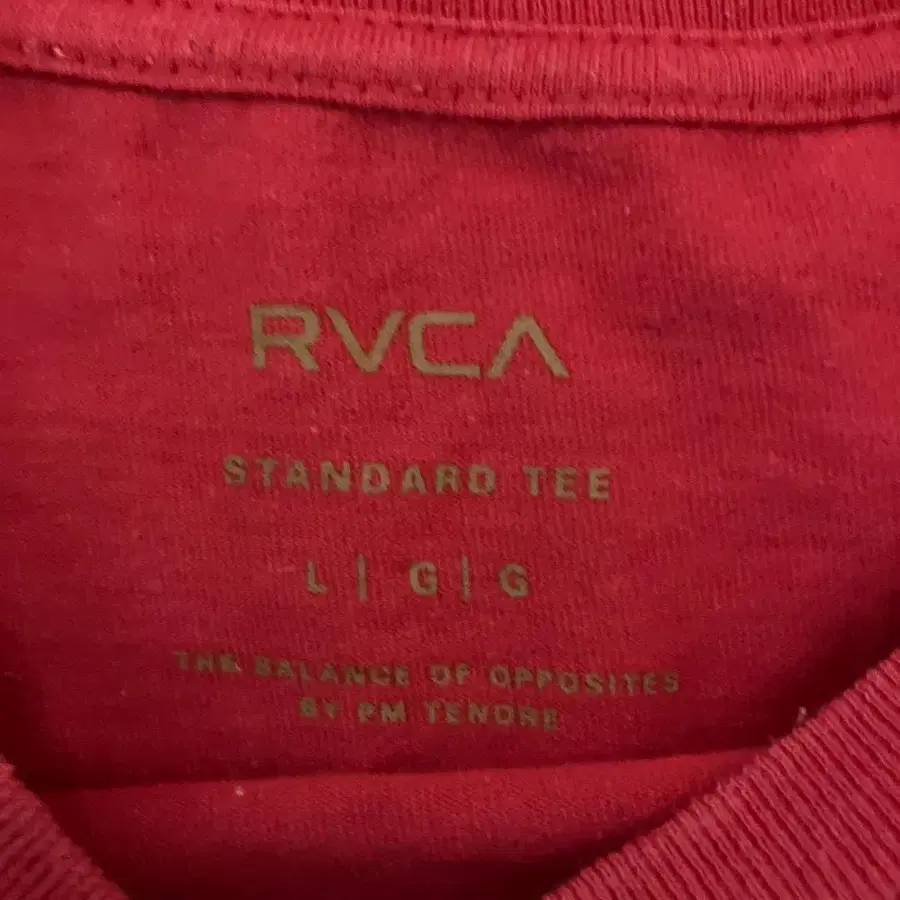 RVCA
STANDARD TEE
L | G | G
THE BALANCE OF OPPOSITES
BY PM TENORE